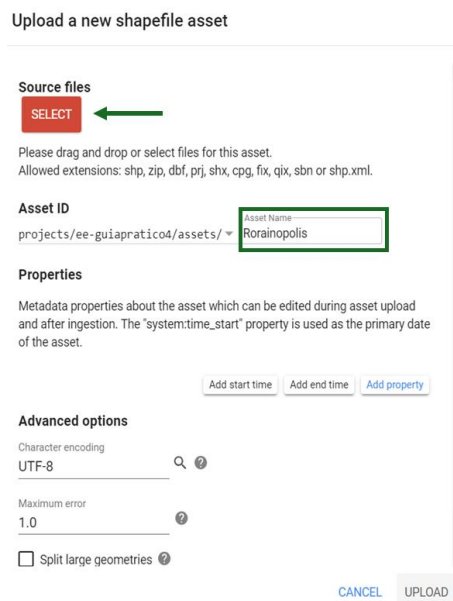 Upload a new shapefile asset
Source files
SELECT
Please drag and drop or select files for this asset.
Allowed extensions: shp, zip, dbf, prj, shx, cpg, fix, qix, sbn or shp.xml.
Asset ID
projects/ee-guiapratico4/assets/
Asset Name
Rorainopolis
Properties
Metadata properties about the asset which can be edited during asset upload
and after ingestion. The "system:time_start" property is used as the primary date
of the asset.
Add start time Add end time Add property
Advanced options
Character encoding
UTF-8
Maximum error
1.0
Split large geometries
CANCEL UPLOAD